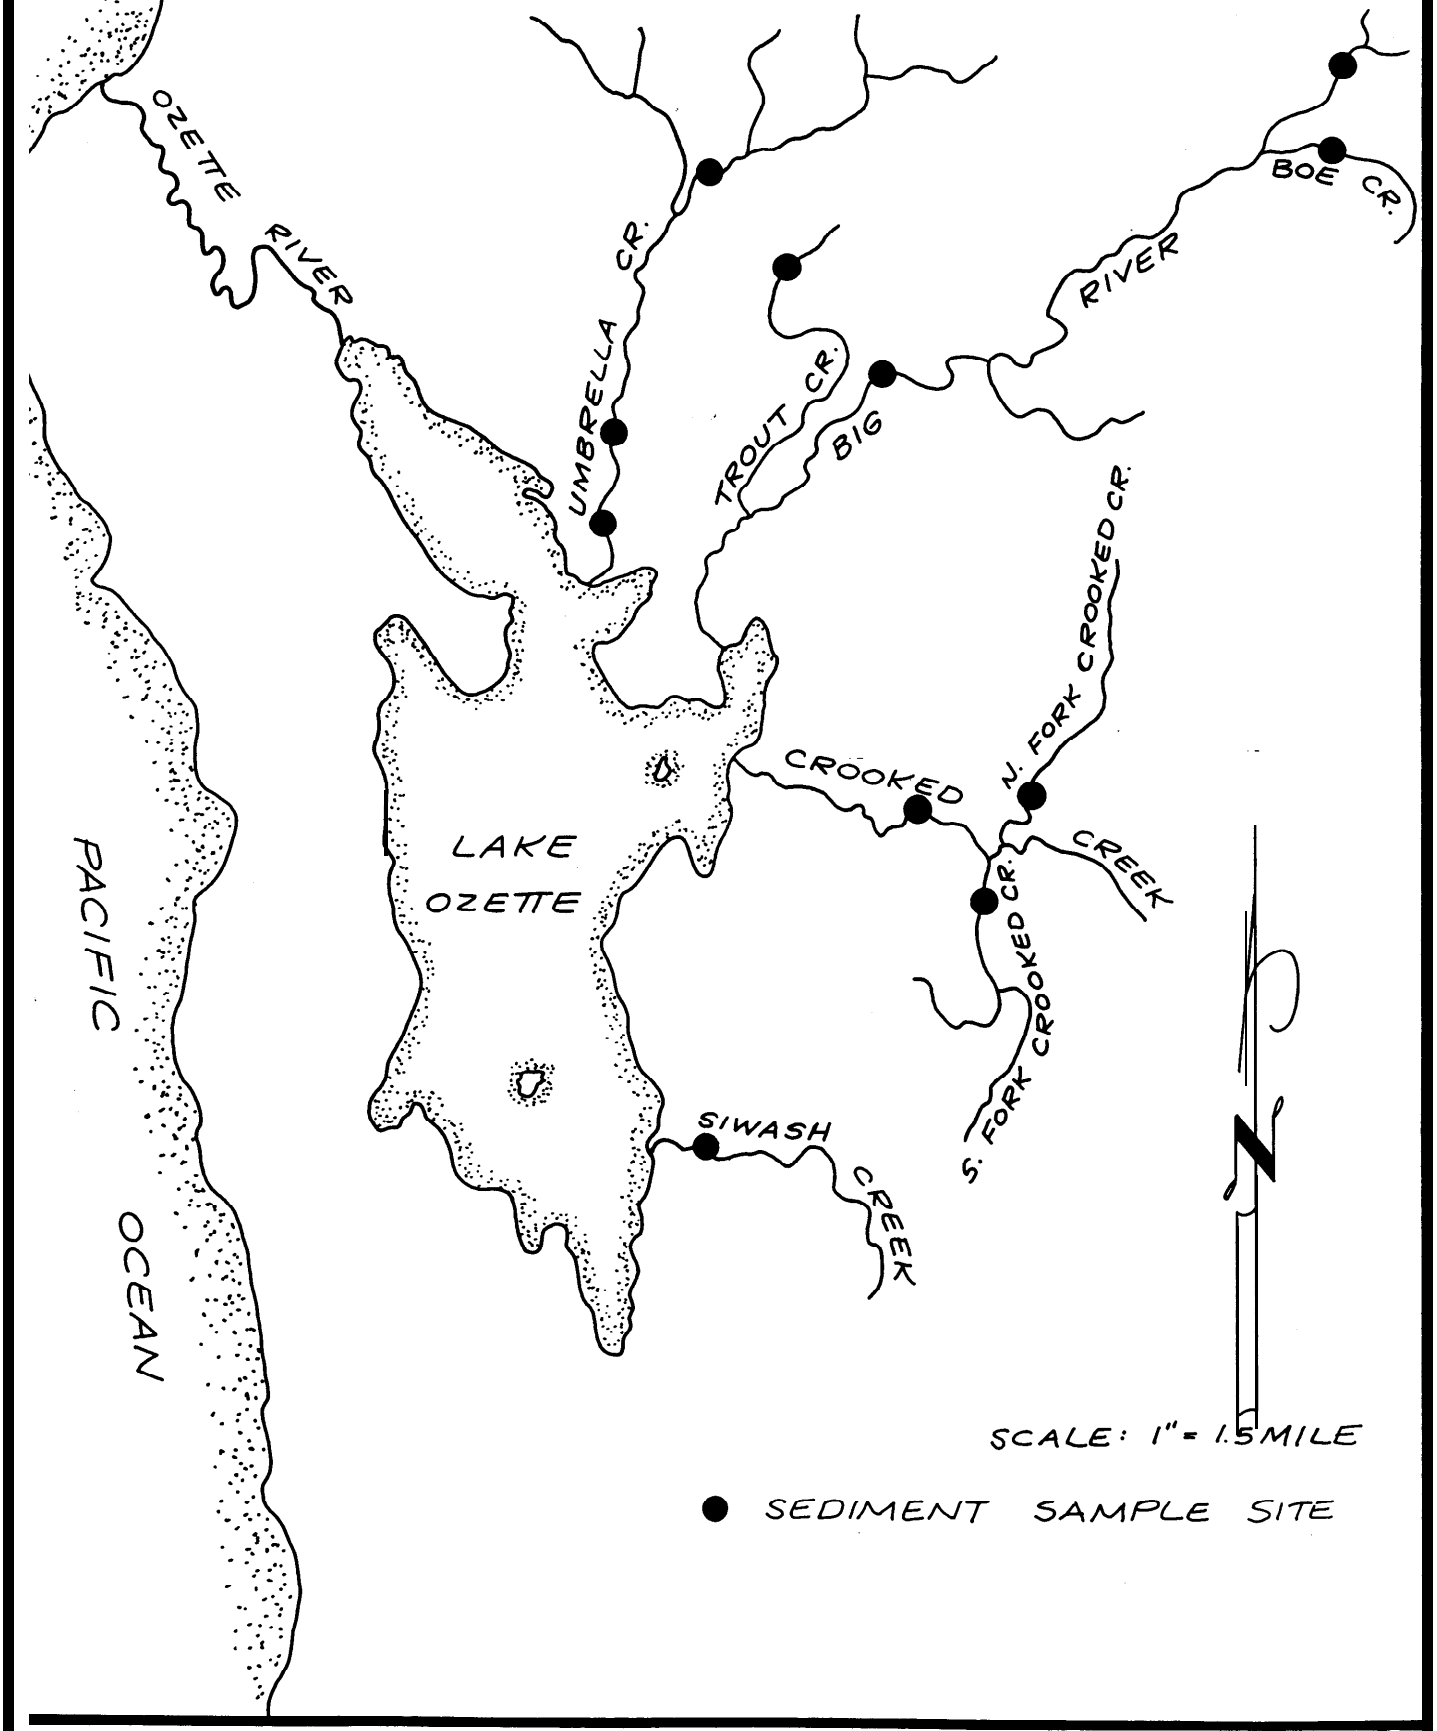 OZETTE RIVER
UMBRELLA CR.
TROUT CR.
BIG RIVER
BOE CR.
N. FORK CROOKED CR.
CROOKED CREEK
S. FORK CROOKED CR.
LAKE
OZETTE
SIWASH CREEK
PACIFIC OCEAN
N
SCALE: 1" = 1.5 MILE
SEDIMENT SAMPLE SITE